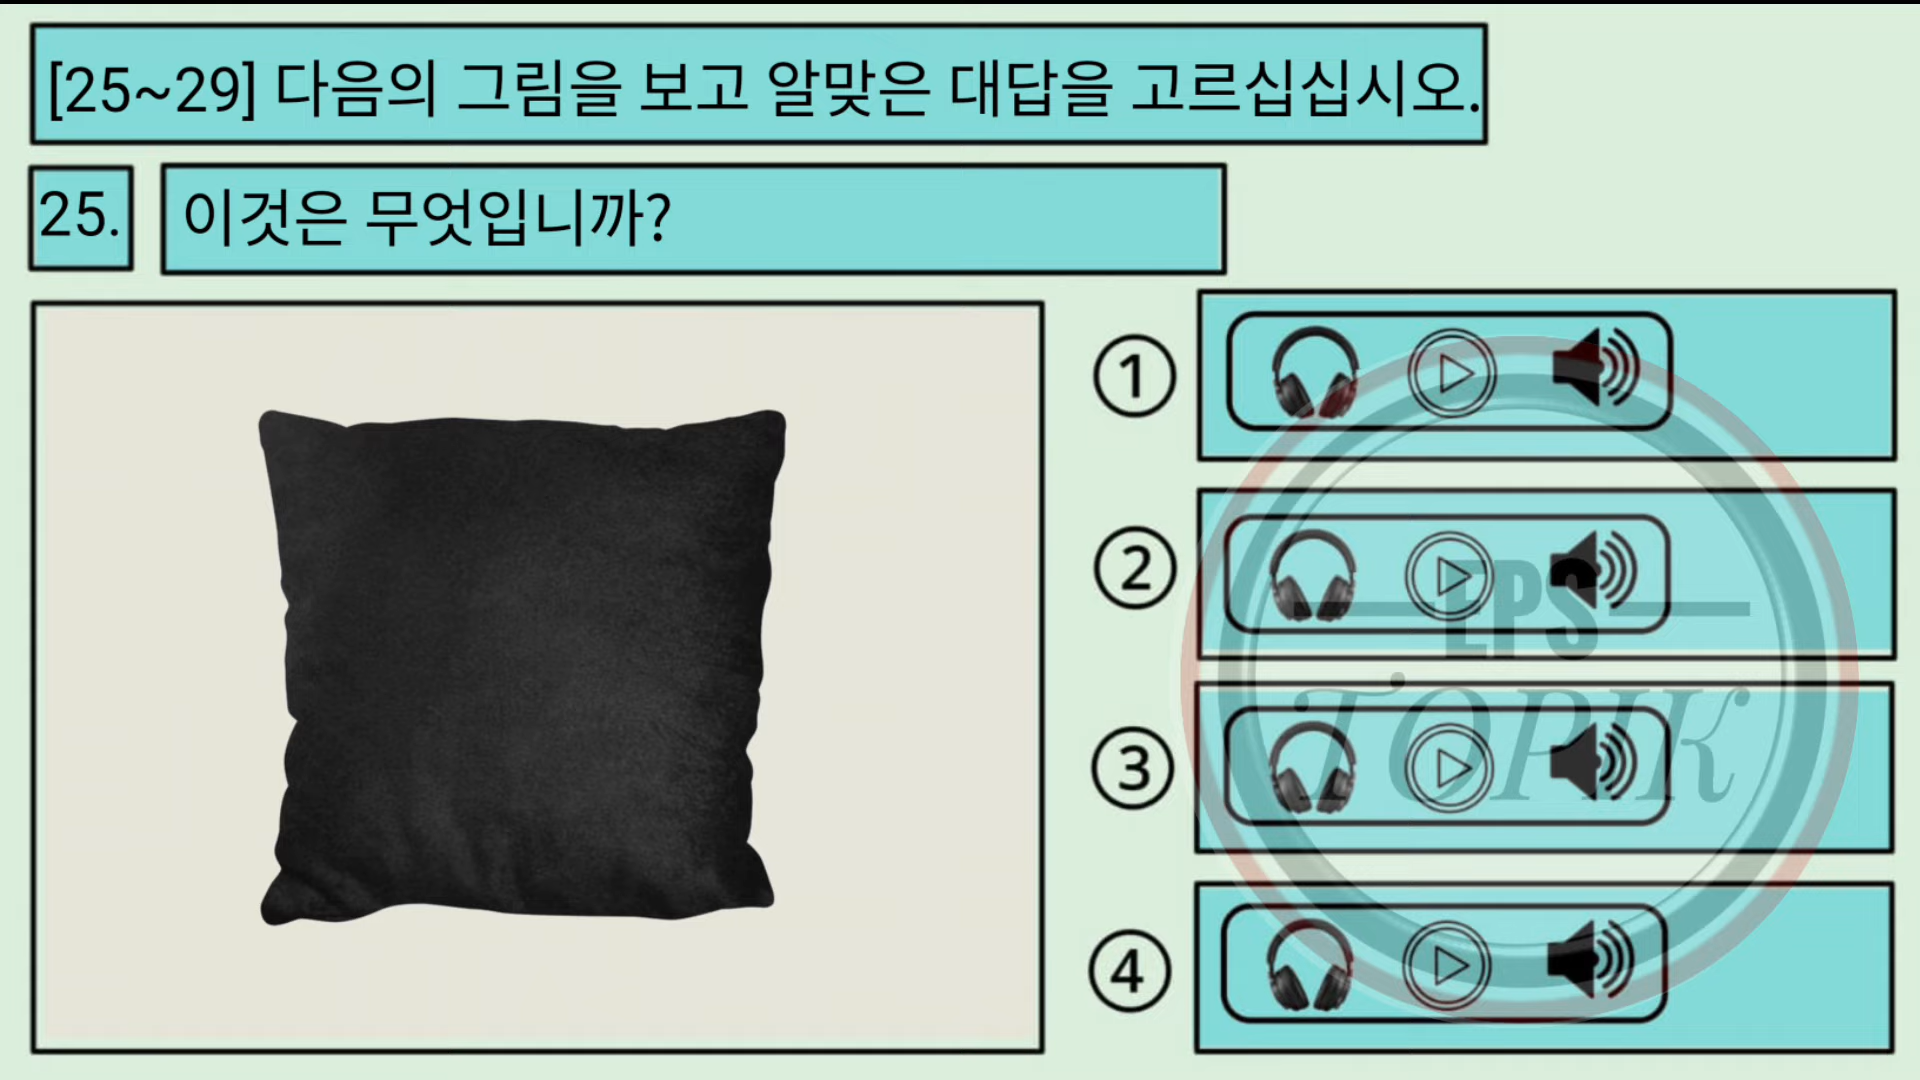 [25~29] 다음의 그림을 보고 알맞은 대답을 고르십십시오.
25. 이것은 무엇입니까?
①
②
③
④
EPS
TOPIK